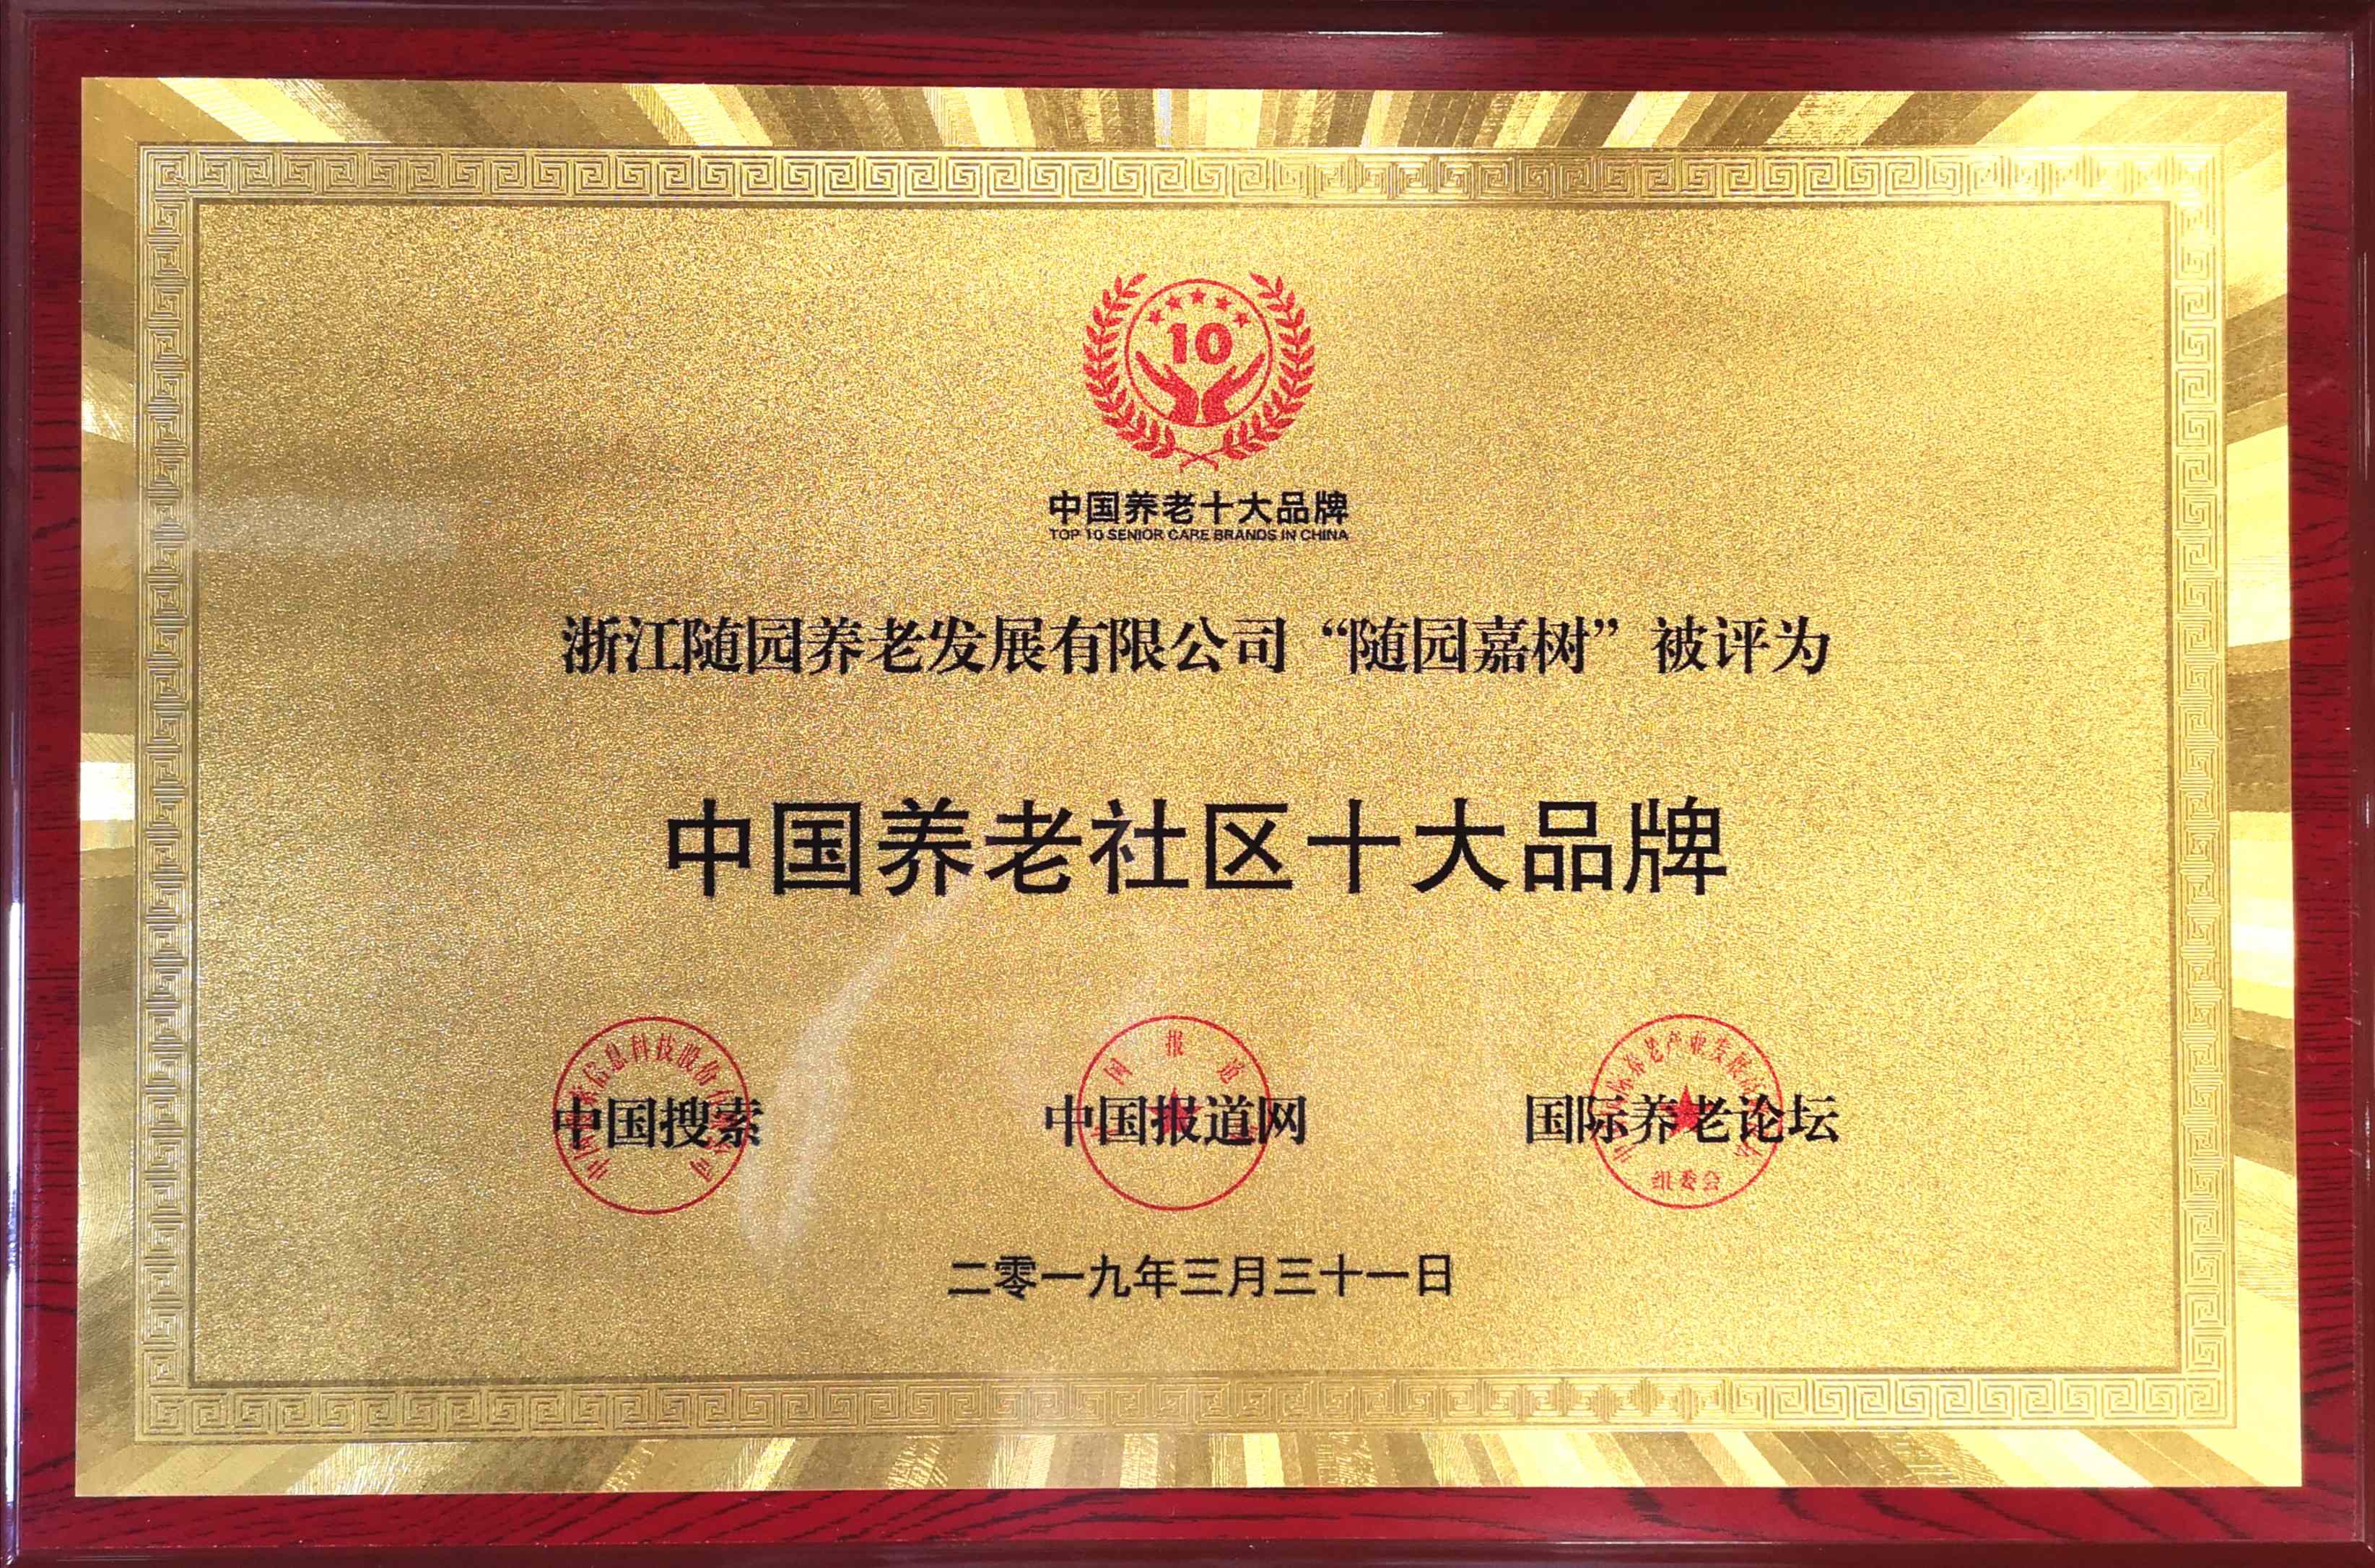 10
中国养老十大品牌
TOP 10 SENIOR CARE BRANDS IN CHINA
浙江随园养老发展有限公司“随园嘉树”被评为
中国养老社区十大品牌
中国搜索
中国报道网
国际养老论坛
组委会
二零一九年三月三十一日